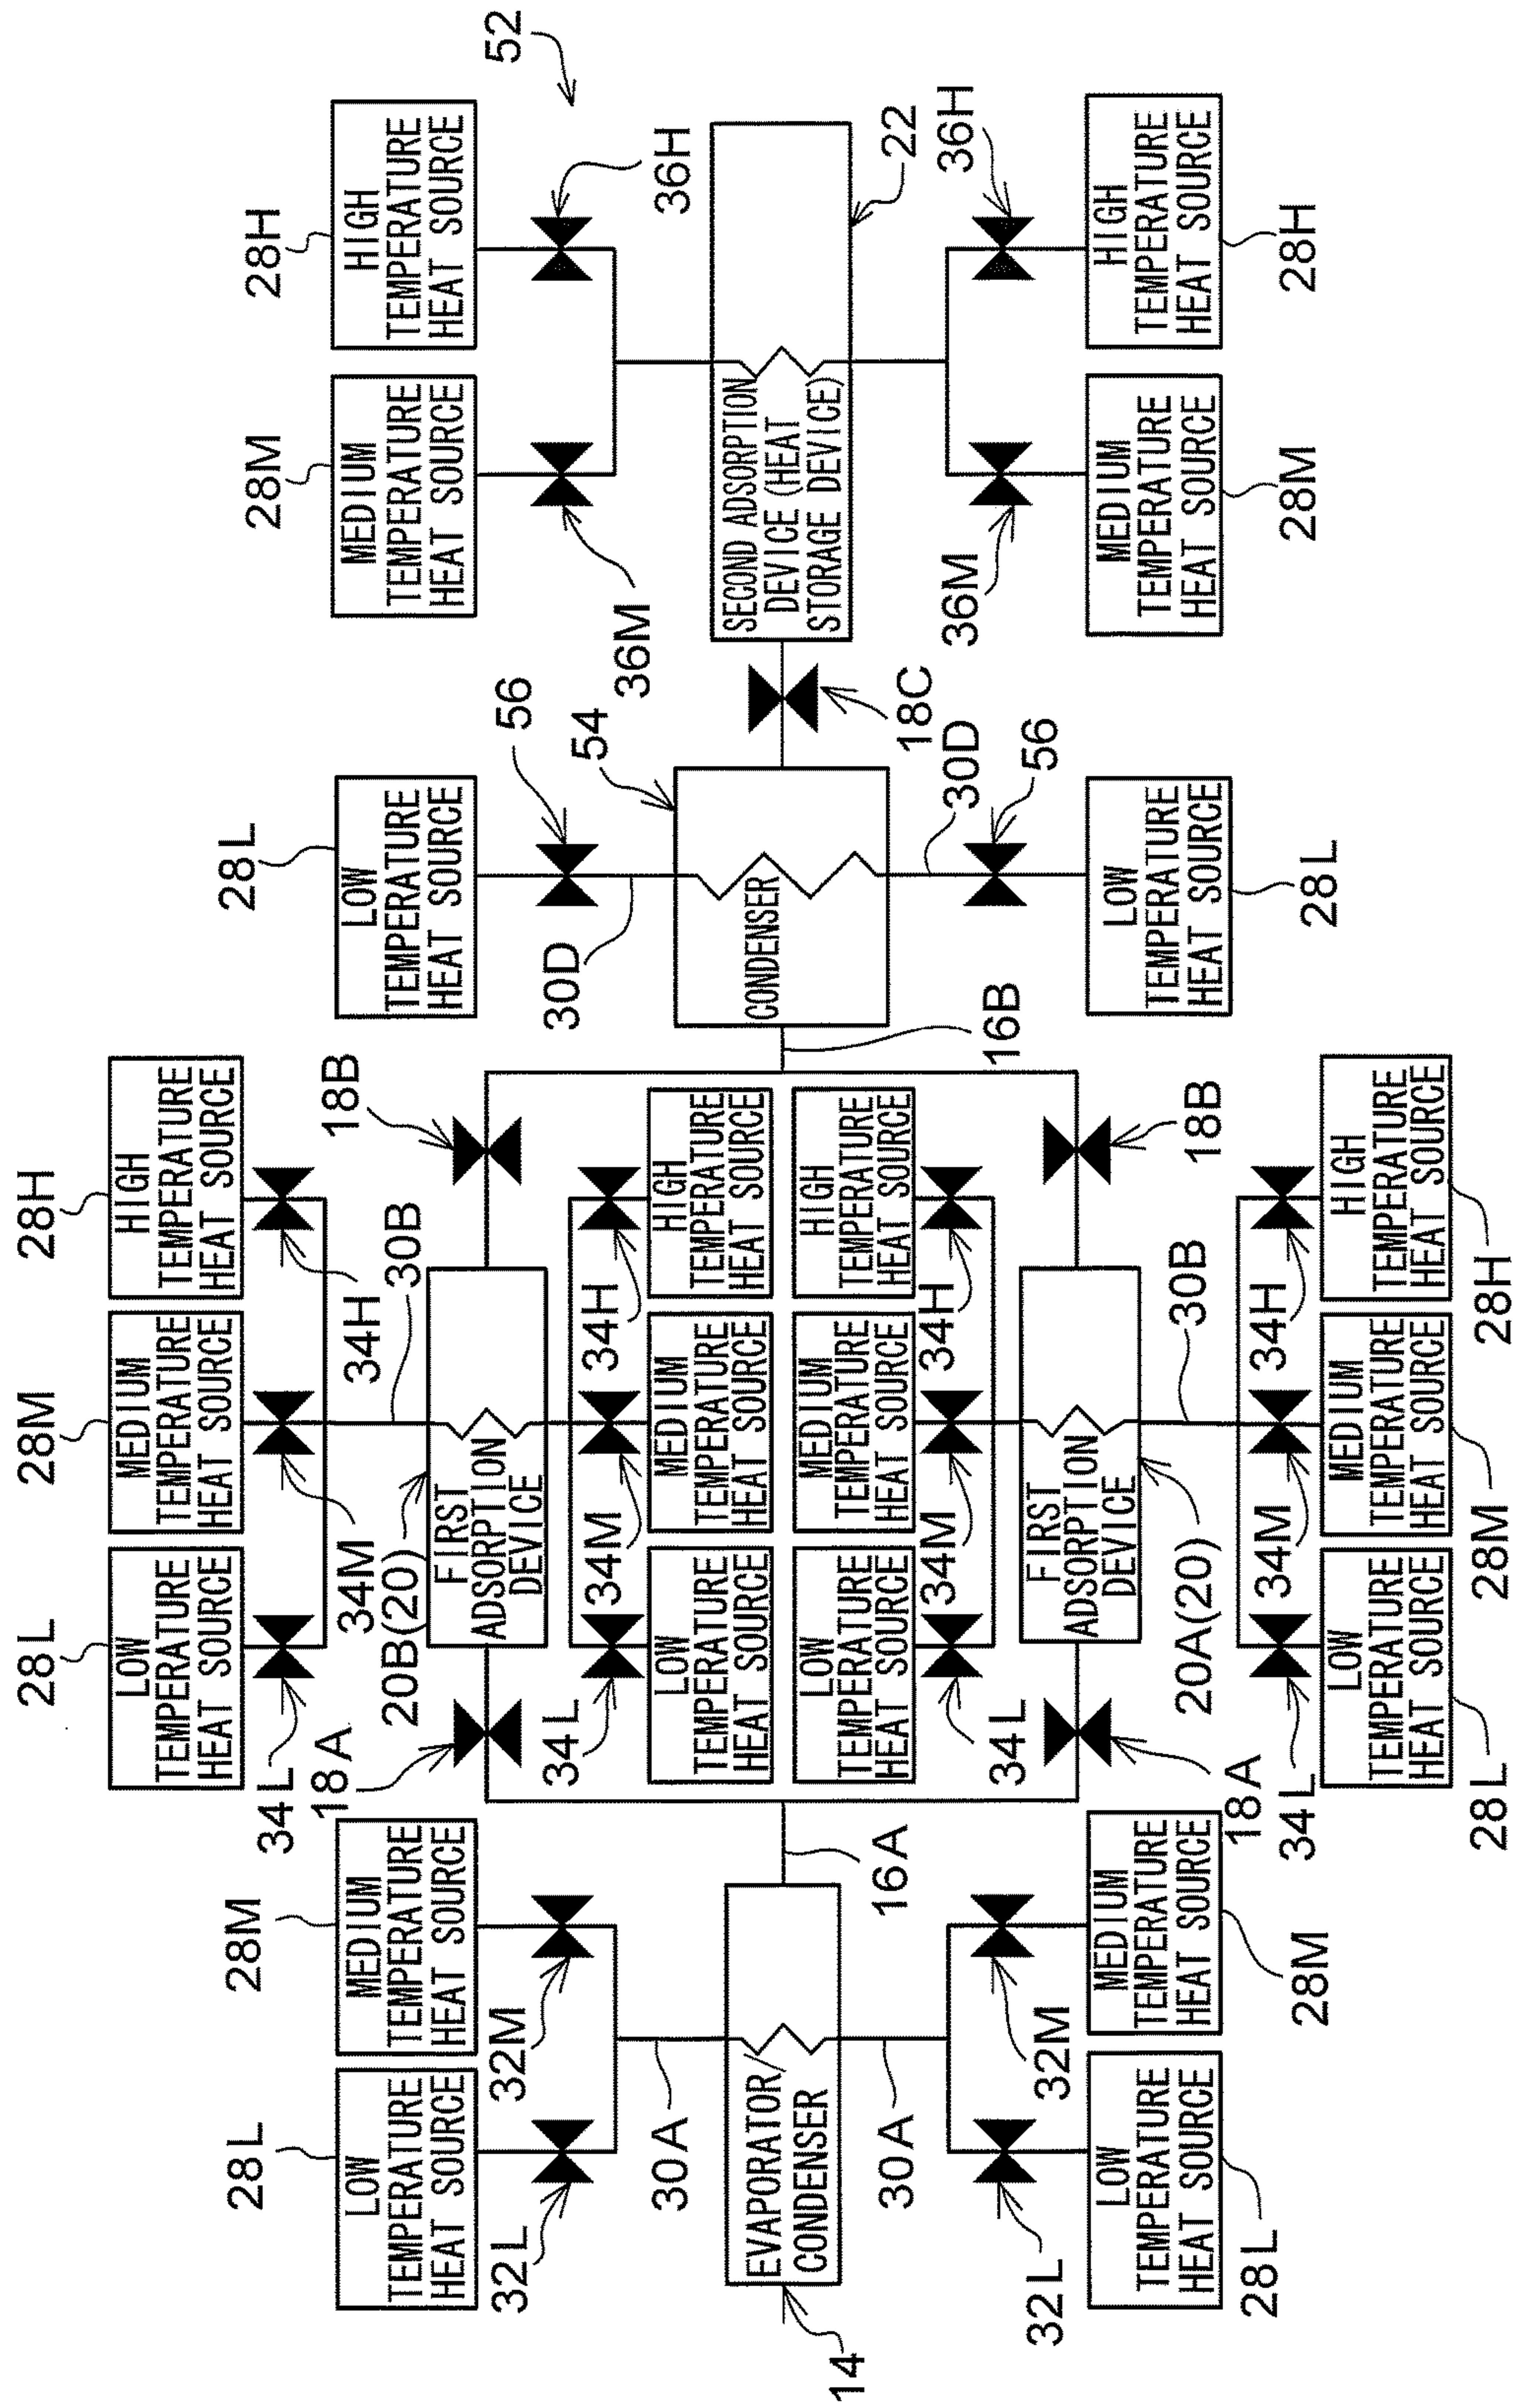 28L
28M
28H
LOW
TEMPERATURE
HEAT SOURCE
MEDIUM
TEMPERATURE
HEAT SOURCE
HIGH
TEMPERATURE
HEAT SOURCE
28L
28M
28L
28M
28H
34L
18A
34M
34H
18B
LOW
TEMPERATURE
HEAT SOURCE
MEDIUM
TEMPERATURE
HEAT SOURCE
LOW
TEMPERATURE
HEAT SOURCE
MEDIUM
TEMPERATURE
HEAT SOURCE
HIGH
TEMPERATURE
HEAT SOURCE
20B(20)
30B
52
32L
32M
FIRST
ADSORPTION
DEVICE
30D
56
54
36M
36H
34L
34M
34H
30A
LOW
TEMPERATURE
HEAT SOURCE
MEDIUM
TEMPERATURE
HEAT SOURCE
HIGH
TEMPERATURE
HEAT SOURCE
EVAPORATOR/
CONDENSER
CONDENSER
SECOND ADSORPTION
DEVICE (HEAT
STORAGE DEVICE)
14
LOW
TEMPERATURE
HEAT SOURCE
MEDIUM
TEMPERATURE
HEAT SOURCE
HIGH
TEMPERATURE
HEAT SOURCE
30A
16A
18C
22
34L
34M
34H
16B
30D
36M
36H
32L
32M
FIRST
ADSORPTION
DEVICE
56
LOW
TEMPERATURE
HEAT SOURCE
MEDIUM
TEMPERATURE
HEAT SOURCE
LOW
TEMPERATURE
HEAT SOURCE
MEDIUM
TEMPERATURE
HEAT SOURCE
HIGH
TEMPERATURE
HEAT SOURCE
18A
20A(20)
30B
18B
28L
28M
34L
34M
34H
28L
28M
28H
LOW
TEMPERATURE
HEAT SOURCE
MEDIUM
TEMPERATURE
HEAT SOURCE
HIGH
TEMPERATURE
HEAT SOURCE
28L
28M
28H